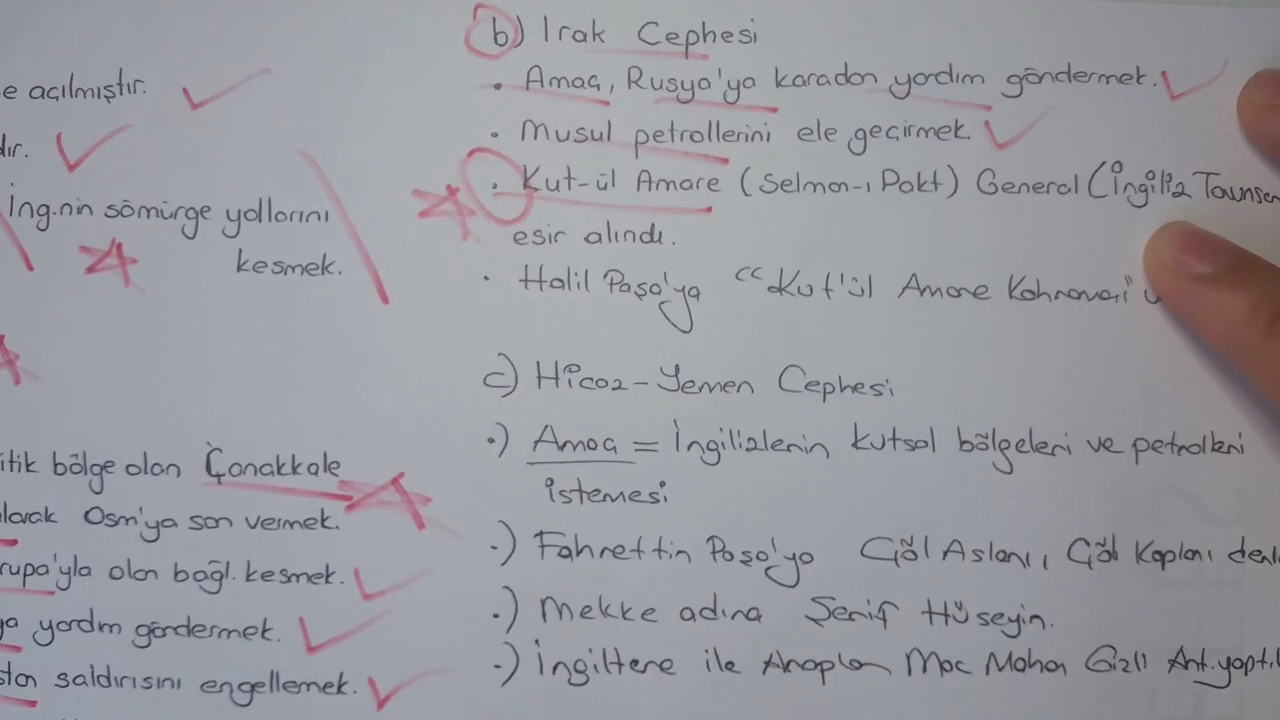 e açılmıştır.
dır.
İng.nin sömürge yollarını
kesmek.
itik bölge olan Çanakkale
larak Osm'ya son vermek.
rupa'yla olan bağl. kesmek.
ya yardım göndermek.
stan saldırısını engellemek.
b) Irak Cephesi
• Amaç, Rusya'ya karadan yardım göndermek.
• Musul petrollerini ele geçirmek.
• Kut-ül Amare (Selman-ı Pakt) General (İngiliz Townsen
esir alındı.
• Halil Paşa'ya "Kut'ül Amare Kahramanı"
c) Hicaz-Yemen Cephesi
•) Amaç = İngilizlerin kutsal bölgeleri ve petrolleri
istemesi
•) Fahrettin Paşa'ya Çöl Aslanı, Çöl Kaplanı den
•) Mekke adına Şerif Hüseyin.
•) İngiltere ile Araplar Mac Mahon Gizli Ant. yaptıl